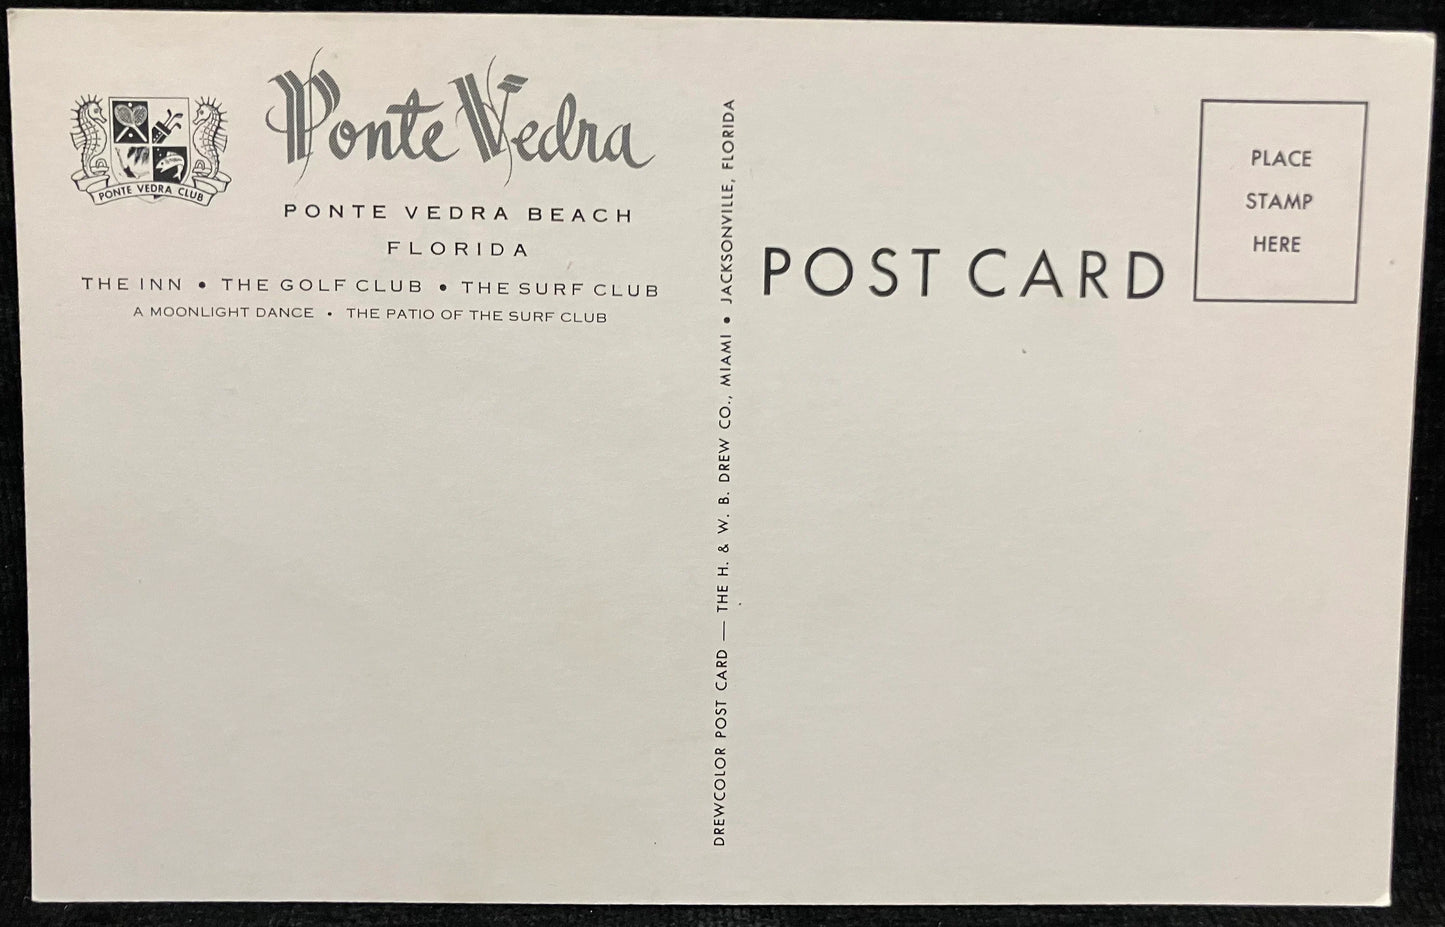 Ponte Vedra
PONTE VEDRA CLUB
PONTE VEDRA BEACH
FLORIDA
THE INN • THE GOLF CLUB • THE SURF CLUB
A MOONLIGHT DANCE • THE PATIO OF THE SURF CLUB
DREWCOLOR POST CARD — THE H. & W. B. DREW CO., MIAMI • JACKSONVILLE, FLORIDA
POST CARD
PLACE
STAMP
HERE